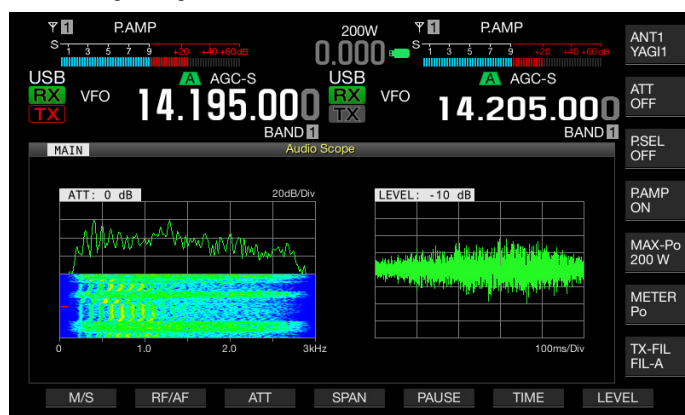 1 P.AMP
S 1 3 5 7 9 +20 +40 +60dB
200W
0.000
1 P.AMP
S 1 3 5 7 9 +20 +40 +60dB
USB A AGC-S
RX VFO 14.195.000
TX
BAND 1
USB A AGC-S
RX VFO 14.205.000
TX
BAND 1
MAIN Audio Scope
ATT: 0 dB 20dB/Div
0 1.0 2.0 3kHz
LEVEL: -10 dB
100ms/Div
ANT1
YAGI1
ATT
OFF
P.SEL
OFF
P.AMP
ON
MAX-Po
200 W
METER
Po
TX-FIL
FIL-A
M/S RF/AF ATT SPAN PAUSE TIME LEVEL